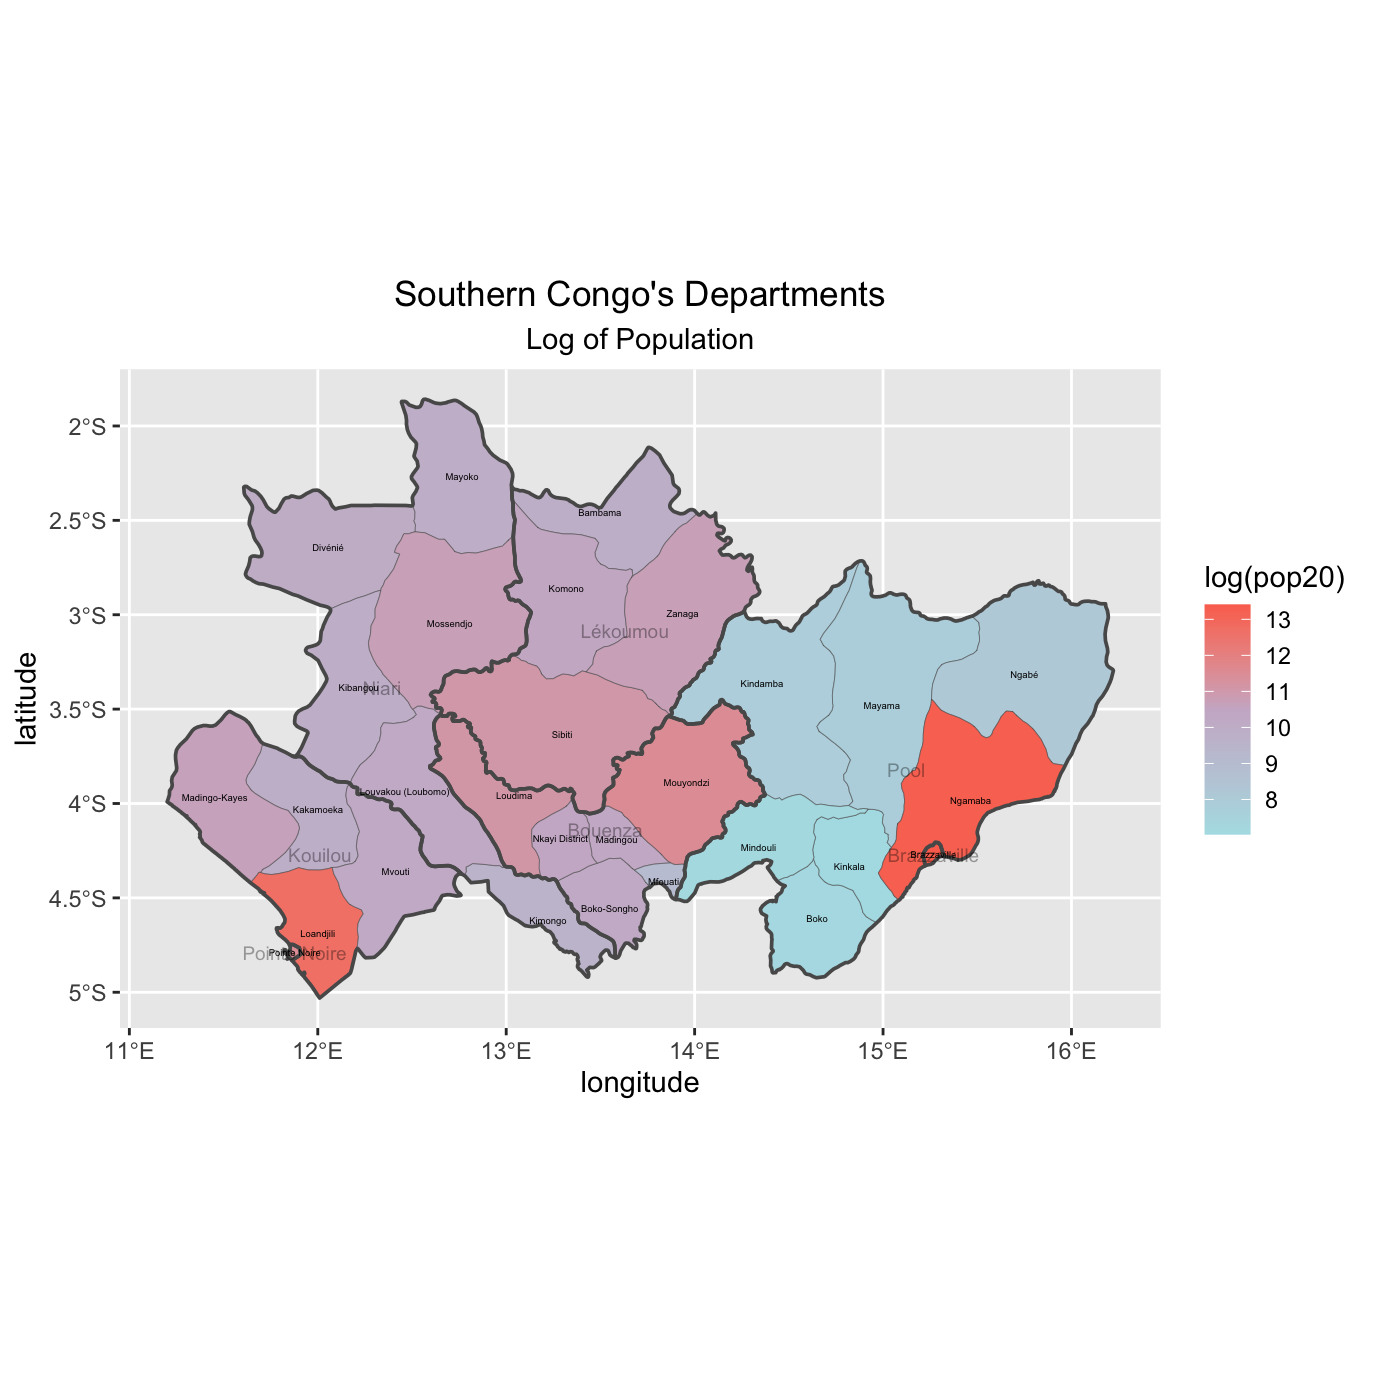 Southern Congo's Departments
Log of Population
latitude
2°S
2.5°S
3°S
3.5°S
4°S
4.5°S
5°S
Mayoko
Bambama
Divénié
Komono
Zanaga
Mossendjo
Lékoumou
Ngabé
Kindamba
Kibangou
Niari
Mayama
Sibiti
Pool
Mouyondzi
Louvakou (Loubomo)
Loudima
Madingo-Kayes
Ngamaba
Kakamoeka
Bouenza
Nkayi District
Madingou
Mindouli
Kouilou
Brazzaville
Brazzaville
Kinkala
Mvouti
Mfouati
Boko-Songho
Boko
Kimongo
Loandjili
Pointe Noire
Pointe Noire
11°E
12°E
13°E
14°E
15°E
16°E
longitude
log(pop20)
13
12
11
10
9
8